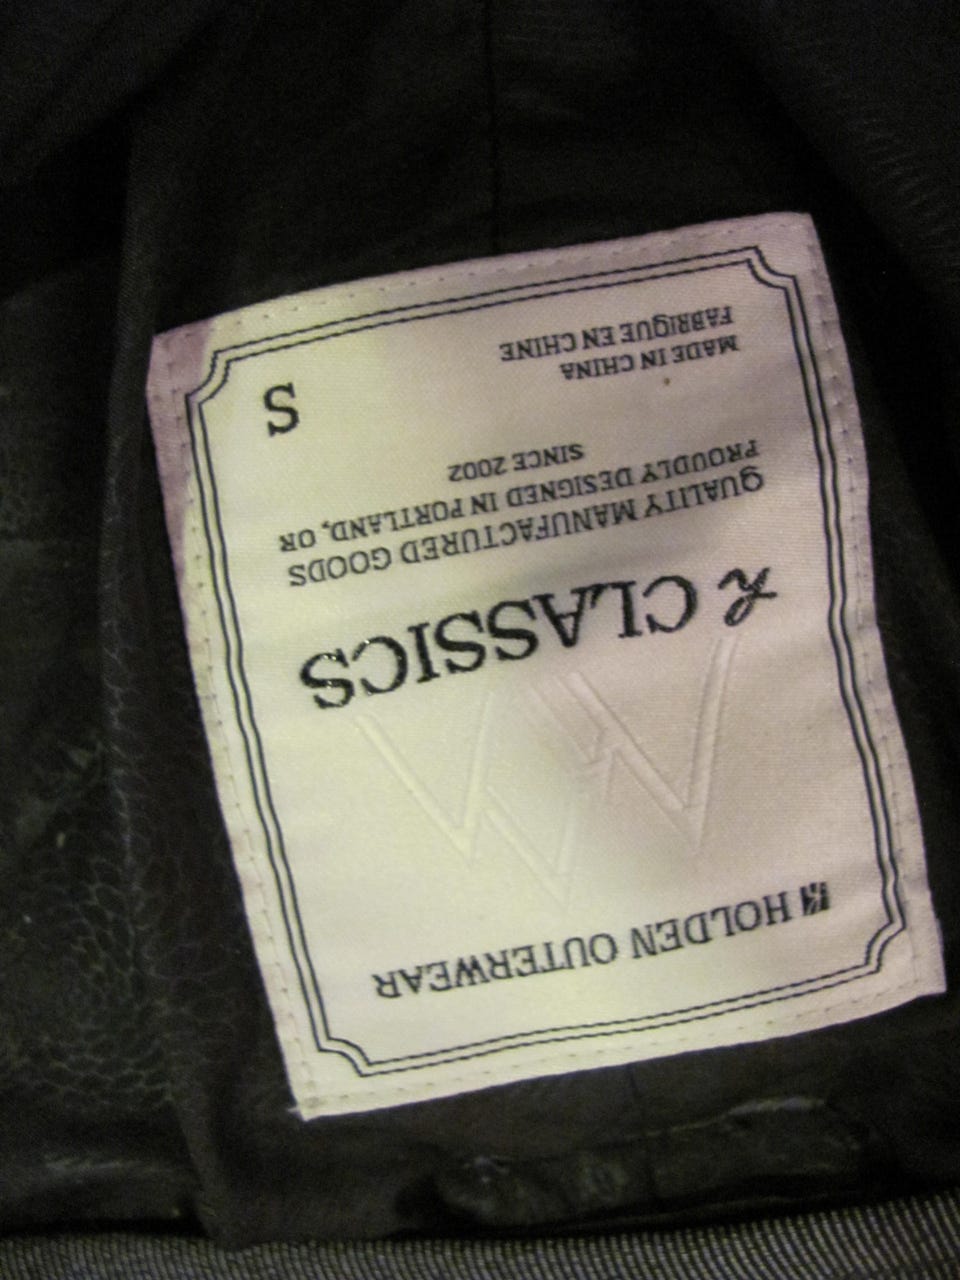 HOLDEN OUTERWEAR
& CLASSICS
QUALITY MANUFACTURED GOODS
PROUDLY DESIGNED IN PORTLAND, OR
SINCE 2002
MADE IN CHINA
FABRIQUE EN CHINE
S